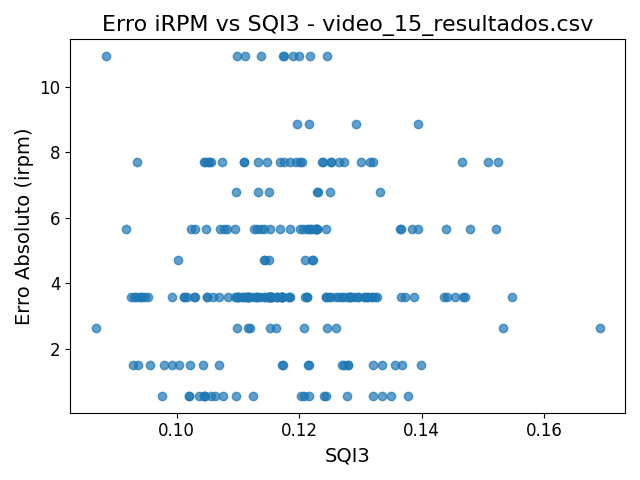 Erro iRPM vs SQI3 - video_15_resultados.csv
Erro Absoluto (irpm)
10
8
6
4
2
0.10 0.12 0.14 0.16
SQI3